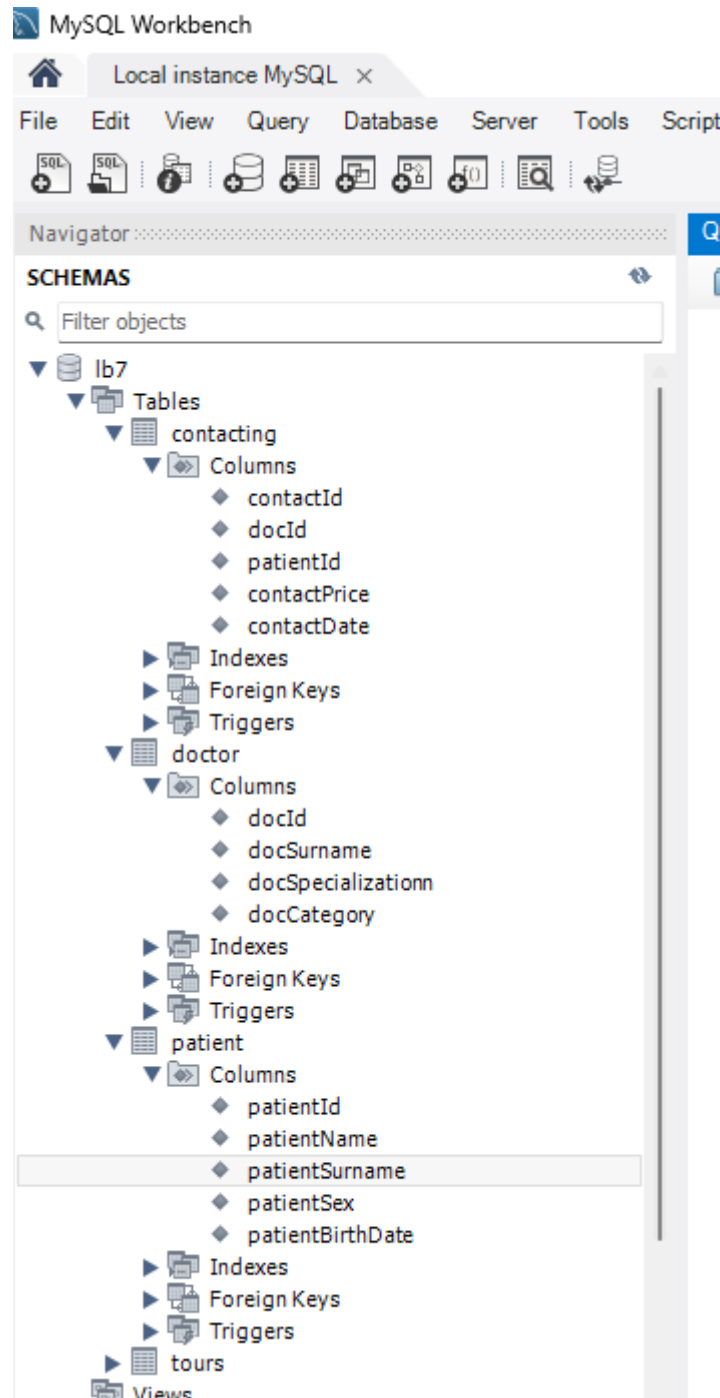 MySQL Workbench
Local instance MySQL ×
File Edit View Query Database Server Tools Script
Navigator
SCHEMAS
Filter objects
lb7
Tables
contacting
Columns
contactId
docId
patientId
contactPrice
contactDate
Indexes
Foreign Keys
Triggers
doctor
Columns
docId
docSurname
docSpecializationn
docCategory
Indexes
Foreign Keys
Triggers
patient
Columns
patientId
patientName
patientSurname
patientSex
patientBirthDate
Indexes
Foreign Keys
Triggers
tours
Views